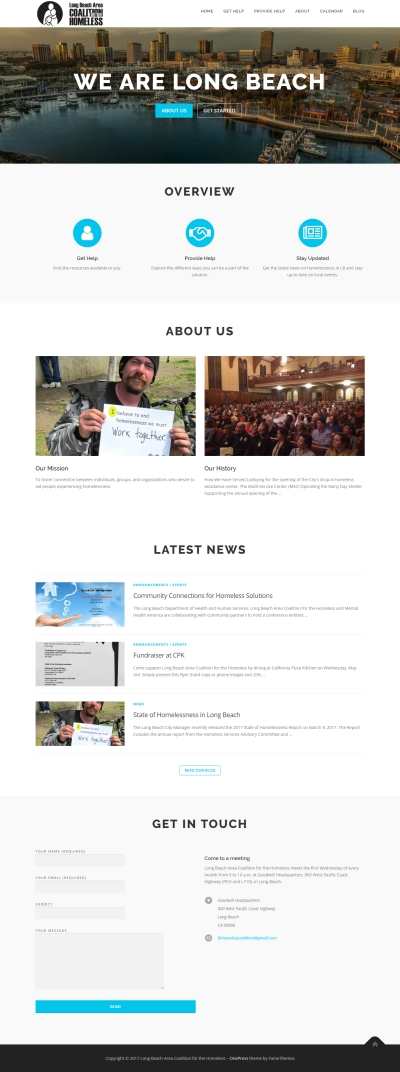 Long Beach Area
COALITION
HOMELESS
HOME GET HELP PROVIDE HELP ABOUT CALENDAR BLOG
WE ARE LONG BEACH
ABOUT US GET STARTED
OVERVIEW
Get Help
Find the resources available to you.
Provide Help
Explore the different ways you can be a part of the
solution.
Stay Updated
Get the latest news on homelessness in LB and stay
up to date on local events.
ABOUT US
I believe to end
homelessness we must
Work together.
Our Mission
To foster connection between individuals, groups, and organizations who desire to
aid people experiencing homelessness.
Our History
How We Have Served Lobbying for the opening of the City's drop-in homeless
assistance center. The Multi-Service Center (MSC) Operating the Rainy Day Shelter
Supporting the annual opening of the ...
LATEST NEWS
ANNOUNCEMENTS / EVENTS
Community Connections for Homeless Solutions
The Long Beach Department of Health and Human Services, Long Beach Area Coalition for the Homeless and Mental
Health America are collaborating with community partners to hold a conference entitled ...
ANNOUNCEMENTS / EVENTS
Fundraiser at CPK
Come support Long Beach Area Coalition for the Homeless by dining at California Pizza Kitchen on Wednesday, May
3rd. Simply present this flyer (hard copy or phone image) and 20% ...
NEWS
State of Homelessness in Long Beach
The Long Beach City Manager recently released the 2017 State of Homelessness Report on March 9, 2017. The Report
includes the annual report from the Homeless Services Advisory Committee and ...
READ OUR BLOG
GET IN TOUCH
YOUR NAME (REQUIRED)
YOUR EMAIL (REQUIRED)
SUBJECT
YOUR MESSAGE
SEND
Come to a meeting
Long Beach Area Coalition for the Homeless meets the first Wednesday of every
month from 8 to 10 a.m. at Goodwill Headquarters, 800 West Pacific Coast
Highway (PCH and I-710) in Long Beach.
Goodwill Headquarters
800 West Pacific Coast Highway
Long Beach
CA 90806
Copyright © 2017 Long Beach Area Coalition for the Homeless – OnePress theme by FameThemes